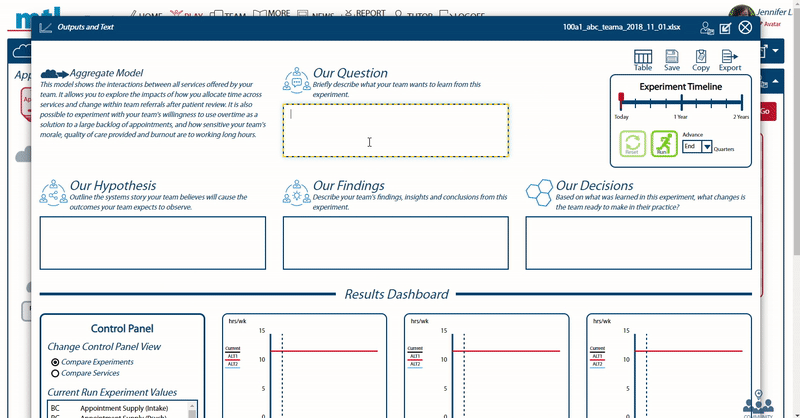 mtl
HOME PLAY TEAM MORE NEWS REPORT TUTOR LOGOFF
Jennifer L
Avatar
Outputs and Text
100a1_abc_teama_2018_11_01.xlsx
Go
Table Save Copy Export
Aggregate Model
This model shows the interactions between all services offered by your
team. It allows you to explore the impacts of how you allocate time across
services and change within team referrals after patient review. It is also
possible to experiment with your team's willingness to use overtime as a
solution to a large backlog of appointments, and how sensitive your team's
morale, quality of care provided and burnout are to working long hours.
Our Question
Briefly describe what your team wants to learn from this
experiment.
Experiment Timeline
Today 1 Year 2 Years
Reset
Run
Advance
End
Quarters
Our Hypothesis
Outline the systems story your team believes will cause the
outcomes your team expects to observe.
Our Findings
Describe your team's findings, insights and conclusions from this
experiment.
Our Decisions
Based on what was learned in this experiment, what changes is
the team ready to make in their practice?
Results Dashboard
Control Panel
Change Control Panel View
Compare Experiments
Compare Services
Current Run Experiment Values
BC Appointment Supply (Intake)
hrs/wk
15
10
5
Current
ALT1
ALT2
hrs/wk
15
10
5
Current
ALT1
ALT2
hrs/wk
15
10
5
Current
ALT1
ALT2